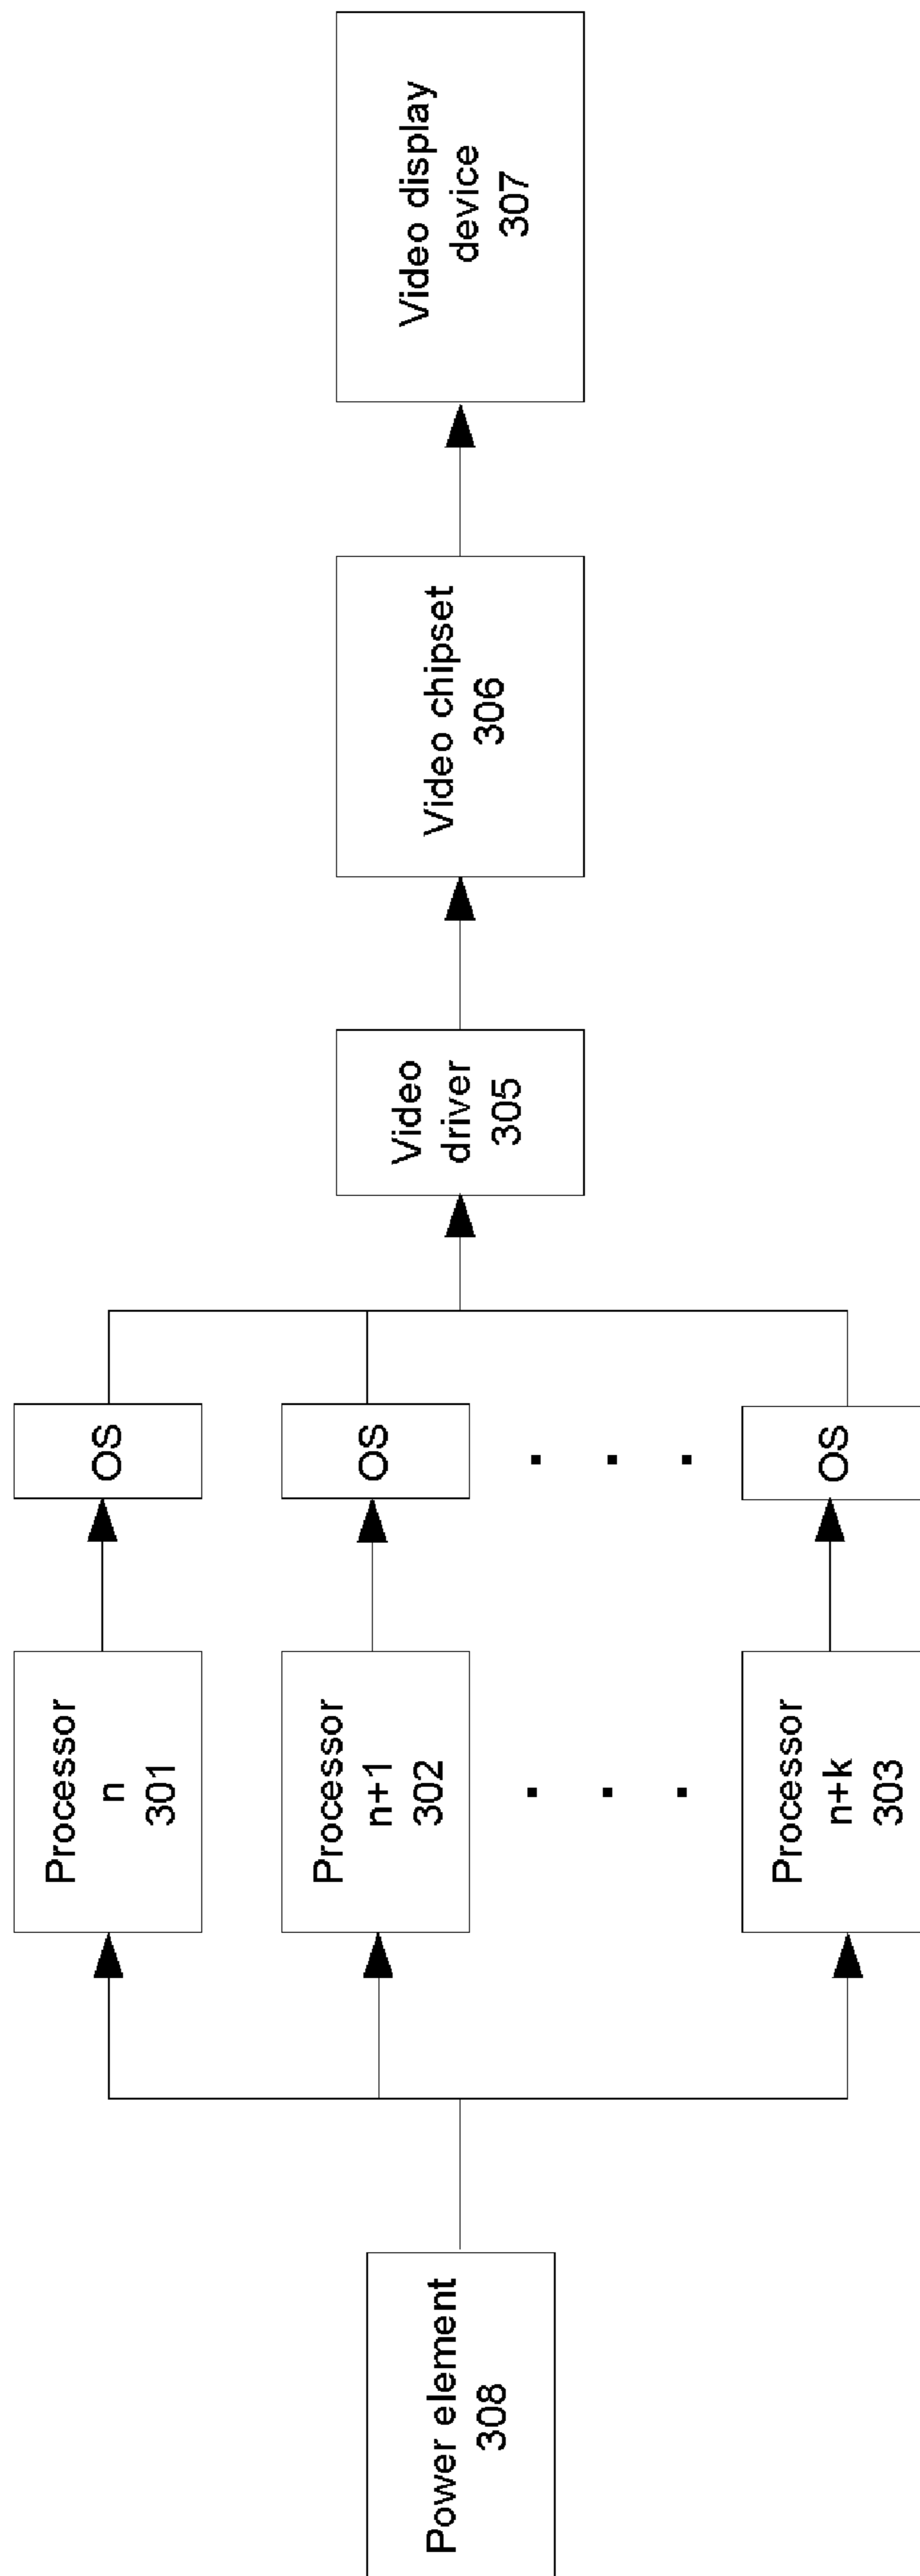 Power element
308
Processor
n
301
Processor
n+1
302
Processor
n+k
303
OS
OS
OS
Video
driver
305
Video chipset
306
Video display
device
307